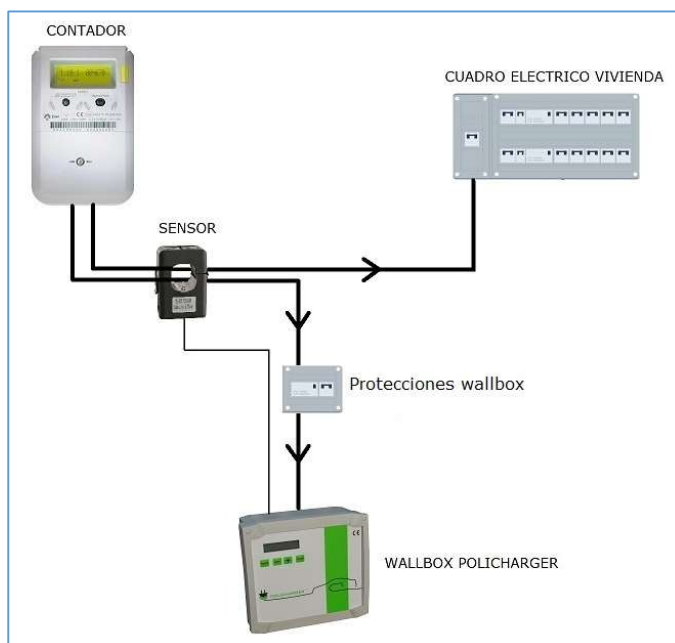 CONTADOR
CUADRO ELECTRICO VIVIENDA
SENSOR
Protecciones wallbox
WALLBOX POLICHARGER